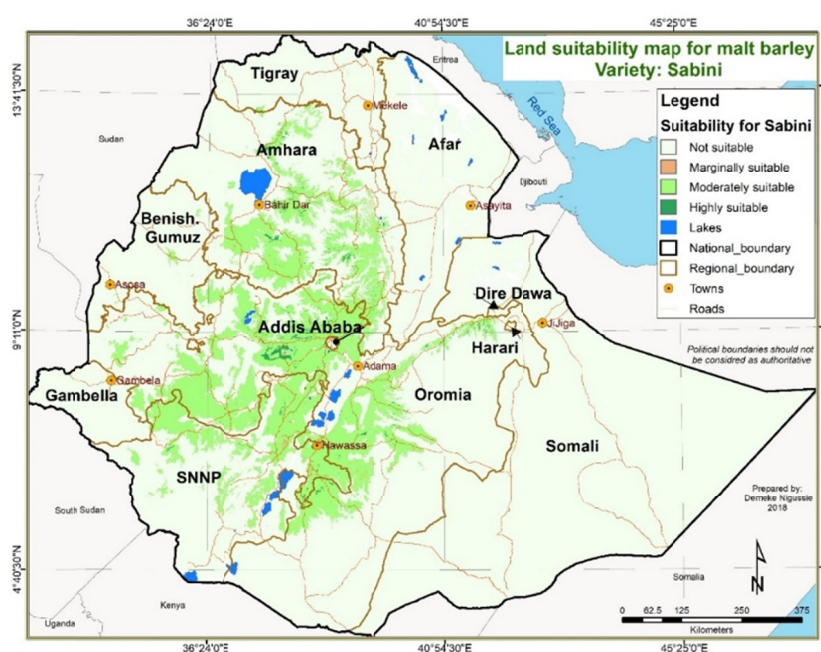 36°24'0"E
40°54'30"E
45°25'0"E
Land suitability map for malt barley
Variety: Sabini
13°41'30"N
9°11'0"N
4°40'30"N
Legend
Suitability for Sabini
Not suitable
Marginally suitable
Moderately suitable
Highly suitable
Lakes
National_boundary
Regional_boundary
Towns
Roads
Eritrea
Red Sea
Sudan
Tigray
Mekele
Amhara
Afar
Djibouti
Bahir Dar
Asayita
Benish.
Gumuz
Asosa
Dire Dawa
Addis Ababa
JiJiga
Harari
Political boundaries should not
be considred as authoritative
Adama
Gambela
Gambella
Oromia
Hawassa
Somali
SNNP
Prepared by:
Demeke Nigussie
2018
South Sudan
Somalia
N
Kenya
Uganda
0 62.5 125 250 375
Kilometers
36°24'0"E
40°54'30"E
45°25'0"E